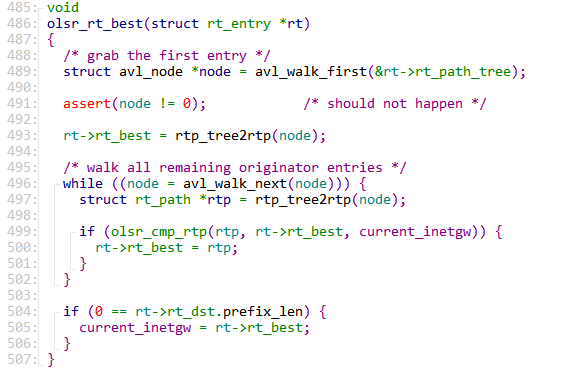 485: void
486: olsr_rt_best(struct rt_entry *rt)
487: {
488:   /* grab the first entry */
489:   struct avl_node *node = avl_walk_first(&rt->rt_path_tree);
490:
491:   assert(node != 0);            /* should not happen */
492:
493:   rt->rt_best = rtp_tree2rtp(node);
494:
495:   /* walk all remaining originator entries */
496:   while ((node = avl_walk_next(node))) {
497:     struct rt_path *rtp = rtp_tree2rtp(node);
498:
499:     if (olsr_cmp_rtp(rtp, rt->rt_best, current_inetgw)) {
500:       rt->rt_best = rtp;
501:     }
502:   }
503:
504:   if (0 == rt->rt_dst.prefix_len) {
505:     current_inetgw = rt->rt_best;
506:   }
507: }